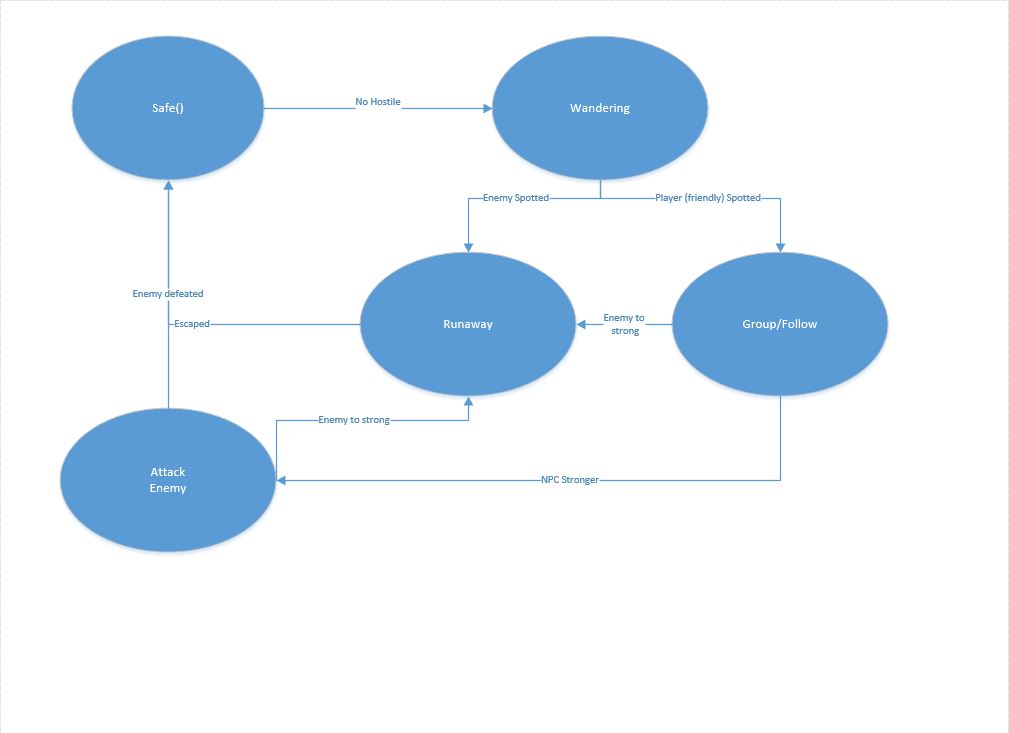 Safe()
No Hostile
Wandering
Enemy Spotted
Player (friendly) Spotted
Enemy defeated
Escaped
Runaway
Enemy to
strong
Group/Follow
Enemy to strong
Attack
Enemy
NPC Stronger